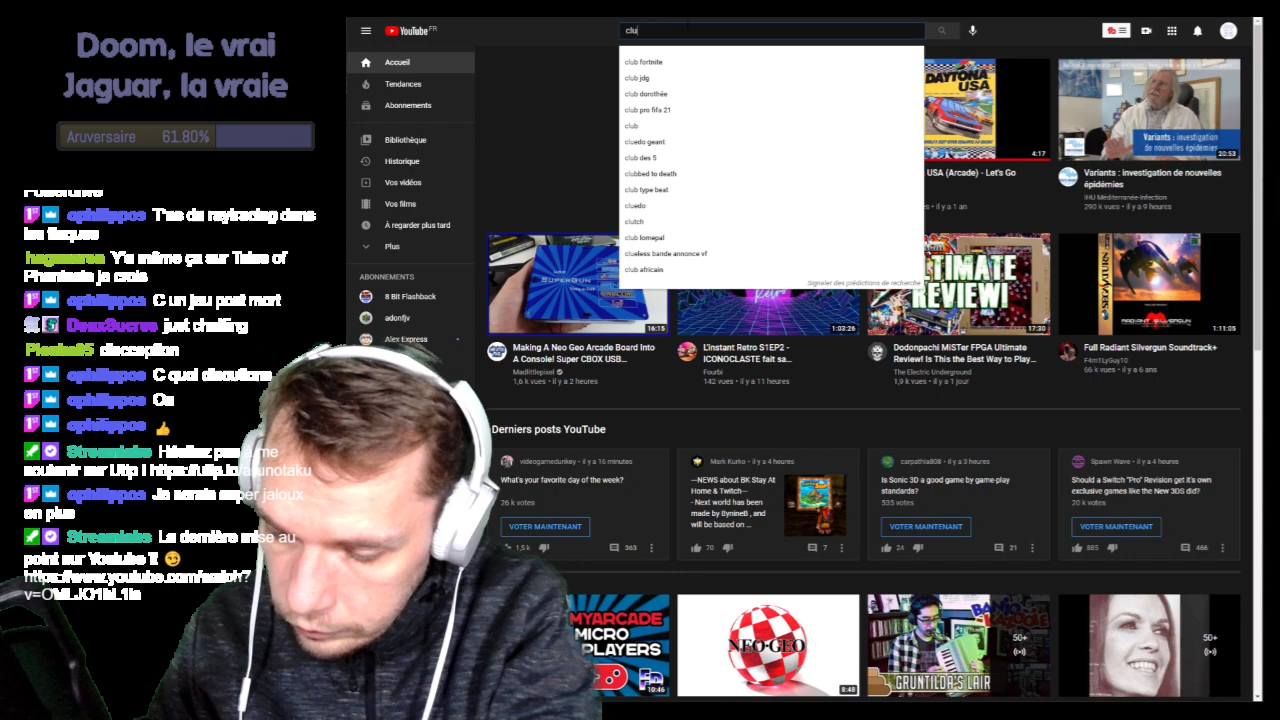 Doom, le vrai
Jaguar, la vraie
Aruversaire 61.80%
ophilippos T'as du raytracing dans
les flaques
Y'a même ça sur Tales of
Phantasia je crois
ophilippos
DeuxSucres just chatting
discussion
ophilippos C quoi discutions
ophilippos Ou
ophilippos 👍
Streamlabs Hésitez pas à me
soutenir sur Utip !
ophilippos Je serais super jaloux
en plus
Streamlabs La dernière mise au
point sur Youtube 1! 😏
YouTube FR
clu
club fortnite
club jdg
club dorothée
club pro fifa 21
club
cluedo geant
club des 5
clubbed to death
club type beat
cluedo
clutch
club lomepal
clueless bande annonce vf
club africain
Signaler des prédictions de recherche
Accueil
Tendances
Abonnements
Bibliothèque
Historique
Vos vidéos
Vos films
À regarder plus tard
Plus
ABONNEMENTS
8 BIT Flashback
adonfjv
Alex Express
DAYTONA
USA
4:17
USA (Arcade) - Let's Go
il y a 1 an
Variants : investigation
de nouvelles épidémies
20:53
Variants : investigation de nouvelles
épidémies
IHU Méditerranée-Infection
290 k vues • il y a 9 heures
SUPERGUN
16:15
Making A Neo Geo Arcade Board Into
A Console! Super CBOX USB...
Madlittlepixel
1,6 k vues • il y a 2 heures
1:03:26
L'instant Retro S1EP2 -
ICONOCLASTE fait sa...
Fourbi
142 vues • il y a 11 heures
ULTIMATE
REVIEW!
17:30
Dodonpachi MiSTer FPGA Ultimate
Review! Is This the Best Way to Play...
The Electric Underground
1,9 k vues • il y a 1 jour
SEGA SATURN
RADIANT SILVERGUN
1:11:05
Full Radiant Silvergun Soundtrack+
F4m1LyGuy10
66 k vues • il y a 6 ans
Derniers posts YouTube
videogamedunkey • il y a 16 minutes
What's your favorite day of the week?
26 k votes
VOTER MAINTENANT
1,5 k 363
Mark Kurko • il y a 4 heures
---NEWS about BK Stay At
Home & Twitch---
- Next world has been
made by BynineB , and
will be based on ...
70 7
carpathia808 • il y a 3 heures
Is Sonic 3D a good game by game-play
standards?
535 votes
VOTER MAINTENANT
24 21
Spawn Wave • il y a 4 heures
Should a Switch "Pro" Revision get it's own
exclusive games like the New 3DS did?
20 k votes
VOTER MAINTENANT
885 466
MYARCADE
MICRO
PLAYERS
10:46
NEO•GEO
8:48
BANJO
KAZOOIE
GRUNTILDA'S LAIR
50+
50+